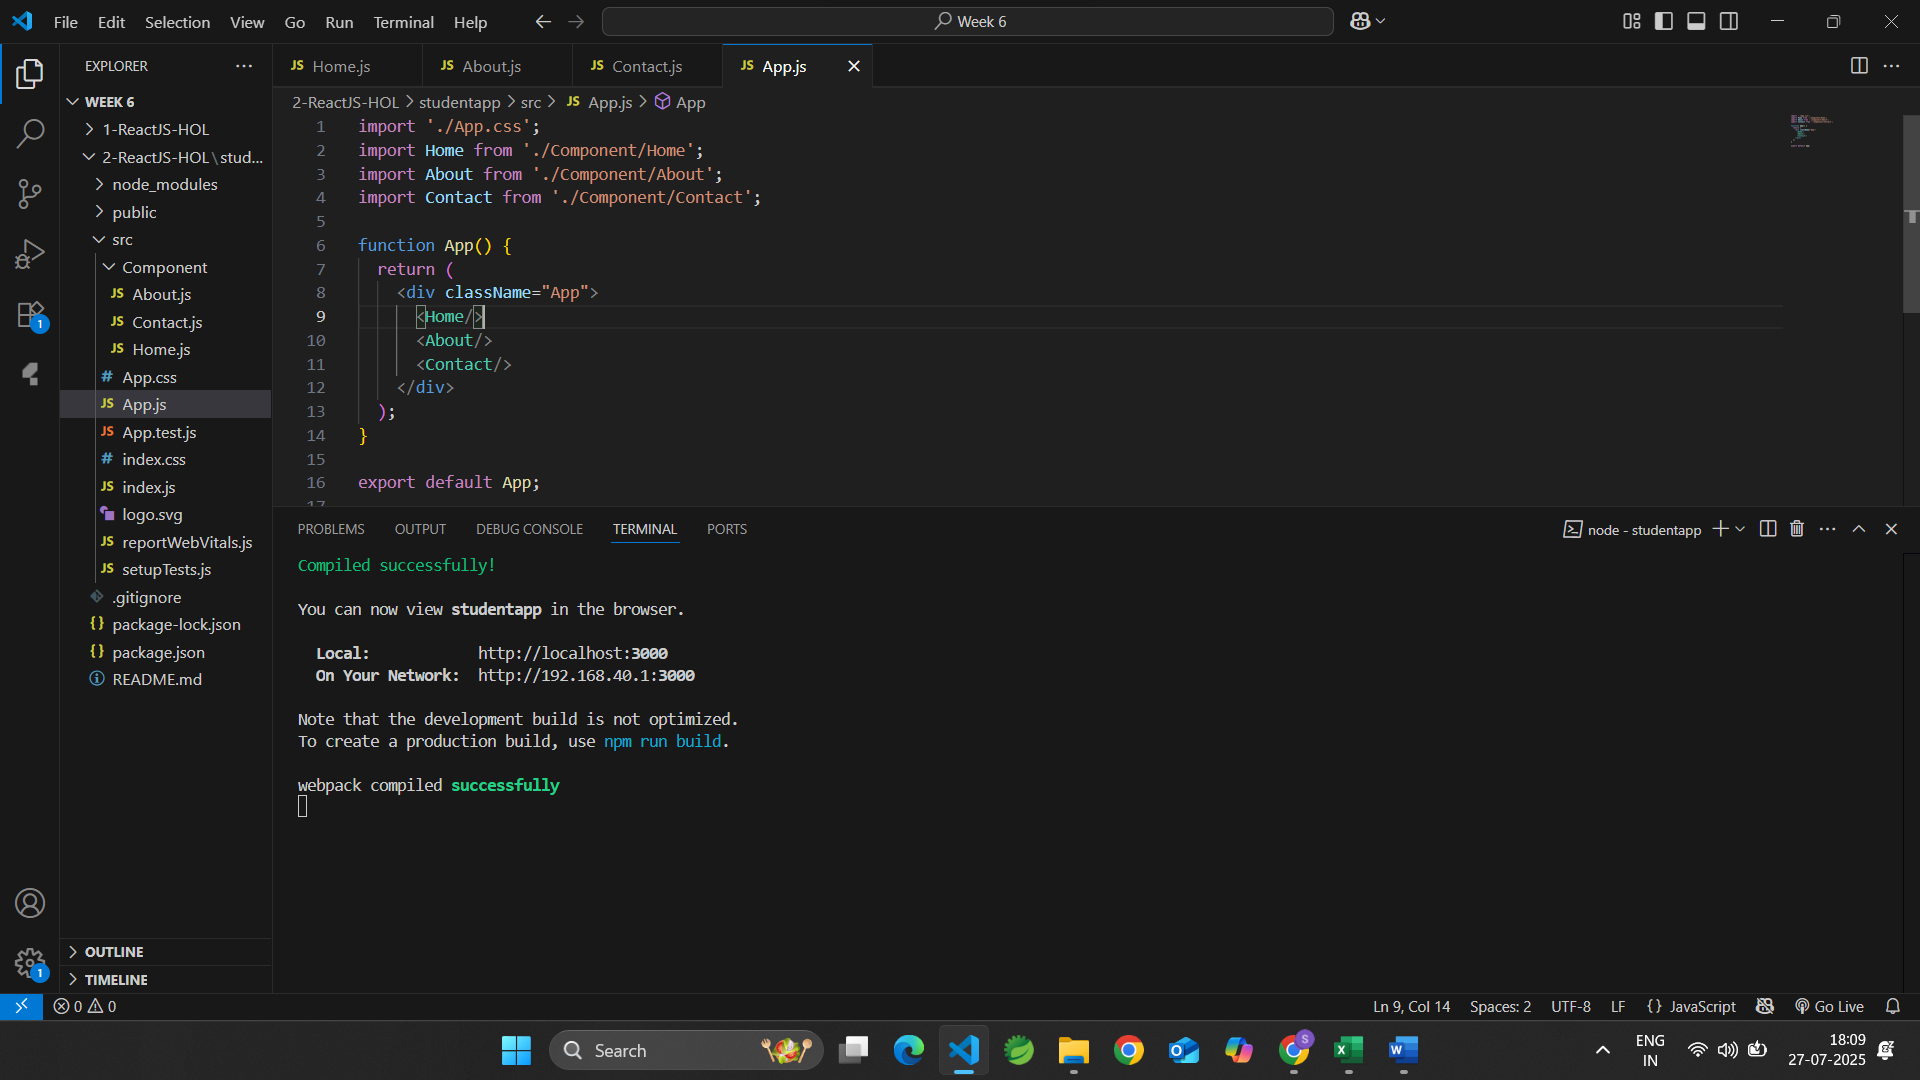 File Edit Selection View Go Run Terminal Help
Week 6
EXPLORER
WEEK 6
1-ReactJS-HOL
2-ReactJS-HOL\stud...
node_modules
public
src
Component
JS About.js
JS Contact.js
JS Home.js
# App.css
JS App.js
JS App.test.js
# index.css
JS index.js
logo.svg
JS reportWebVitals.js
JS setupTests.js
.gitignore
{} package-lock.json
{} package.json
README.md
OUTLINE
TIMELINE
1
1
JS Home.js JS About.js JS Contact.js JS App.js
2-ReactJS-HOL > studentapp > src > JS App.js > App
1 import './App.css';
2 import Home from './Component/Home';
3 import About from './Component/About';
4 import Contact from './Component/Contact';
5
6 function App() {
7 return (
8 <div className="App">
9 <Home/>
10 <About/>
11 <Contact/>
12 </div>
13 );
14 }
15
16 export default App;
17
PROBLEMS OUTPUT DEBUG CONSOLE TERMINAL PORTS
node - studentapp
Compiled successfully!
You can now view studentapp in the browser.
Local: http://localhost:3000
On Your Network: http://192.168.40.1:3000
Note that the development build is not optimized.
To create a production build, use npm run build.
webpack compiled successfully
0 0
Ln 9, Col 14 Spaces: 2 UTF-8 LF {} JavaScript Go Live
Search
S
ENG
IN
18:09
27-07-2025